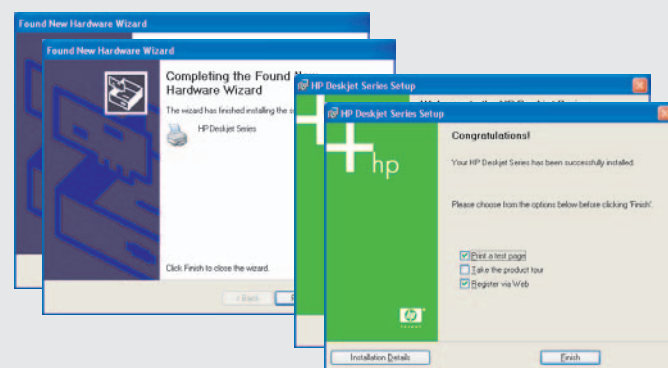 Found New Hardware Wizard
Found New Hardware Wizard
Completing the Found
Hardware Wizard
The wizard has finished installing the
HP Deskjet Series
Click Finish to close the wizard.
< Back
HP Deskjet Series Setup
HP Deskjet Series Setup
hp
Congratulations!
Your HP Deskjet Series has been successfully installed.
Please choose from the options below before clicking 'Finish'.
Print a test page
Take the product tour
Register via Web
hp
invent
Installation Details
Finish